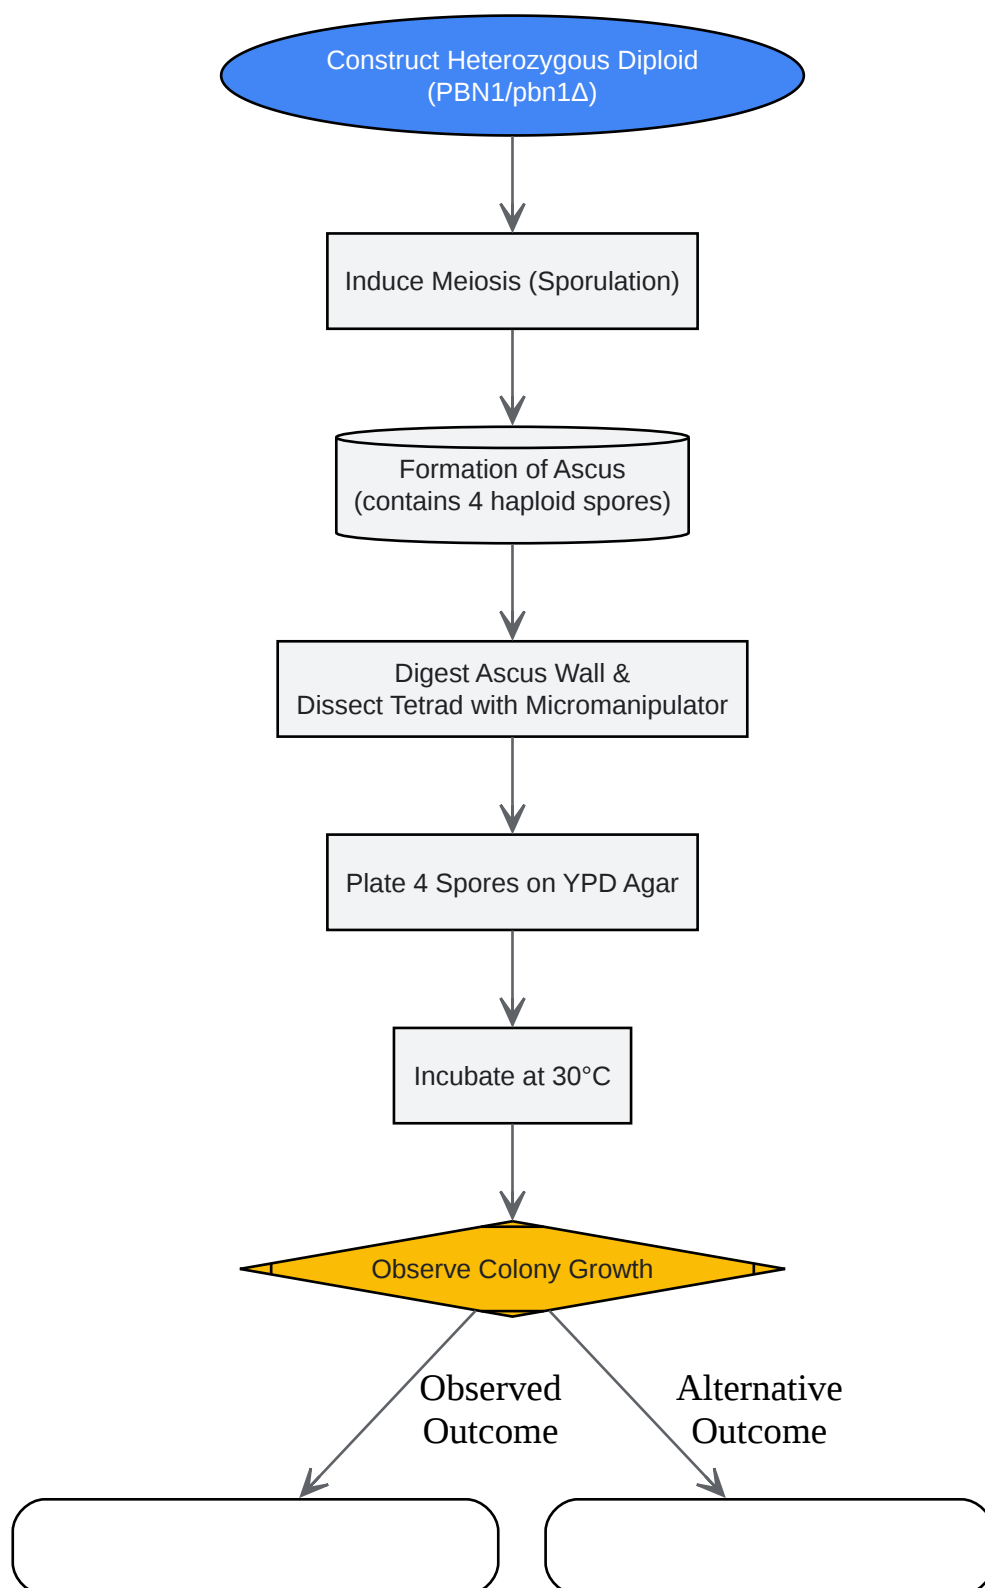 Construct Heterozygous Diploid
(PBN1/pbn1Δ)
Induce Meiosis (Sporulation)
Formation of Ascus
(contains 4 haploid spores)
Digest Ascus Wall &
Dissect Tetrad with Micromanipulator
Plate 4 Spores on YPD Agar
Incubate at 30°C
Observe Colony Growth
Observed
Outcome
Alternative
Outcome